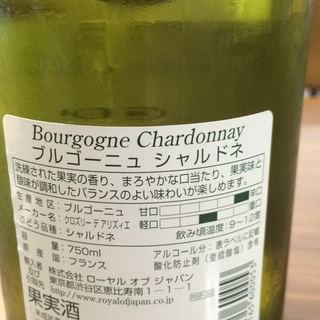 Bourgogne Chardonnay
ブルゴーニュ シャルドネ
洗練された果実の香り、まろやかな口当たり、果実味と
酸味が調和したバランスのよい味わいが楽しめます。
生産地区：ブルゴーニュ 甘口 辛口
メーカー名：クロズリーデアリズィエ 軽
ぶどう品種：シャルドネ 飲み頃温度：9〜12度
容量：750ml アルコール分：表ラベルに記載
原産国：フランス 酸化防止剤（亜硫酸塩）含有
輸入者及び 株式会社 ローヤル オブ ジャパン
東京都渋谷区恵比寿南1－1－1
www.royalofjapan.co.jp
果実酒